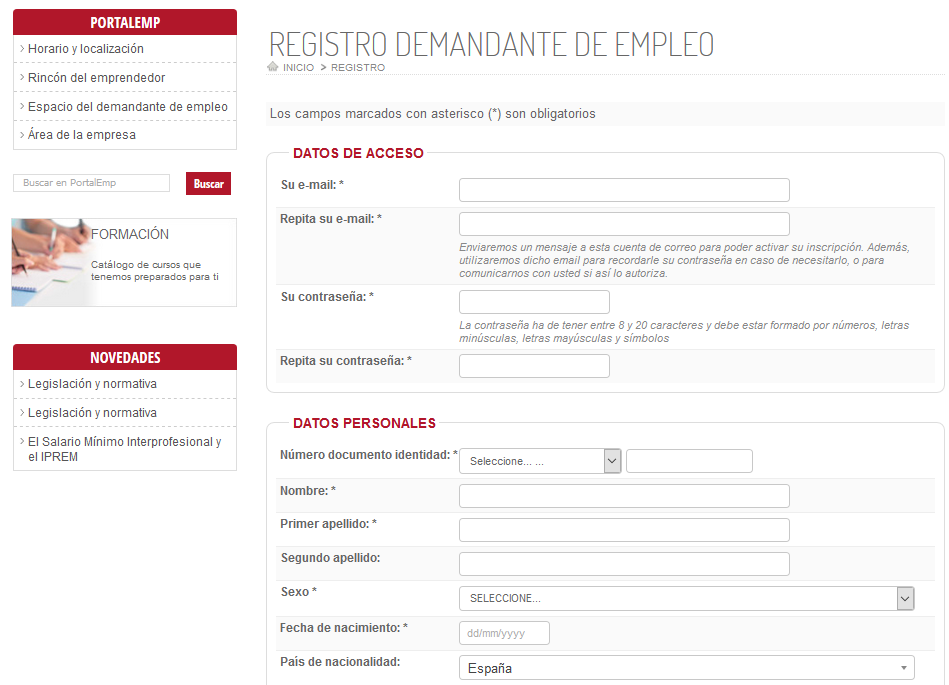 PORTALEMP
Horario y localización
Rincón del emprendedor
Espacio del demandante de empleo
Área de la empresa
Buscar en PortalEmp
Buscar
FORMACIÓN
Catálogo de cursos que
tenemos preparados para ti
NOVEDADES
Legislación y normativa
Legislación y normativa
El Salario Mínimo Interprofesional y
el IPREM
REGISTRO DEMANDANTE DE EMPLEO
INICIO > REGISTRO
Los campos marcados con asterisco (*) son obligatorios
DATOS DE ACCESO
Su e-mail: *
Repita su e-mail: *
Enviaremos un mensaje a esta cuenta de correo para poder activar su inscripción. Además,
utilizaremos dicho email para recordarle su contraseña en caso de necesitarlo, o para
comunicarnos con usted si así lo autoriza.
Su contraseña: *
La contraseña ha de tener entre 8 y 20 caracteres y debe estar formado por números, letras
minúsculas, letras mayúsculas y símbolos
Repita su contraseña: *
DATOS PERSONALES
Número documento identidad: * Seleccione... ...
Nombre: *
Primer apellido: *
Segundo apellido:
Sexo * SELECCIONE...
Fecha de nacimiento: * dd/mm/yyyy
País de nacionalidad: España